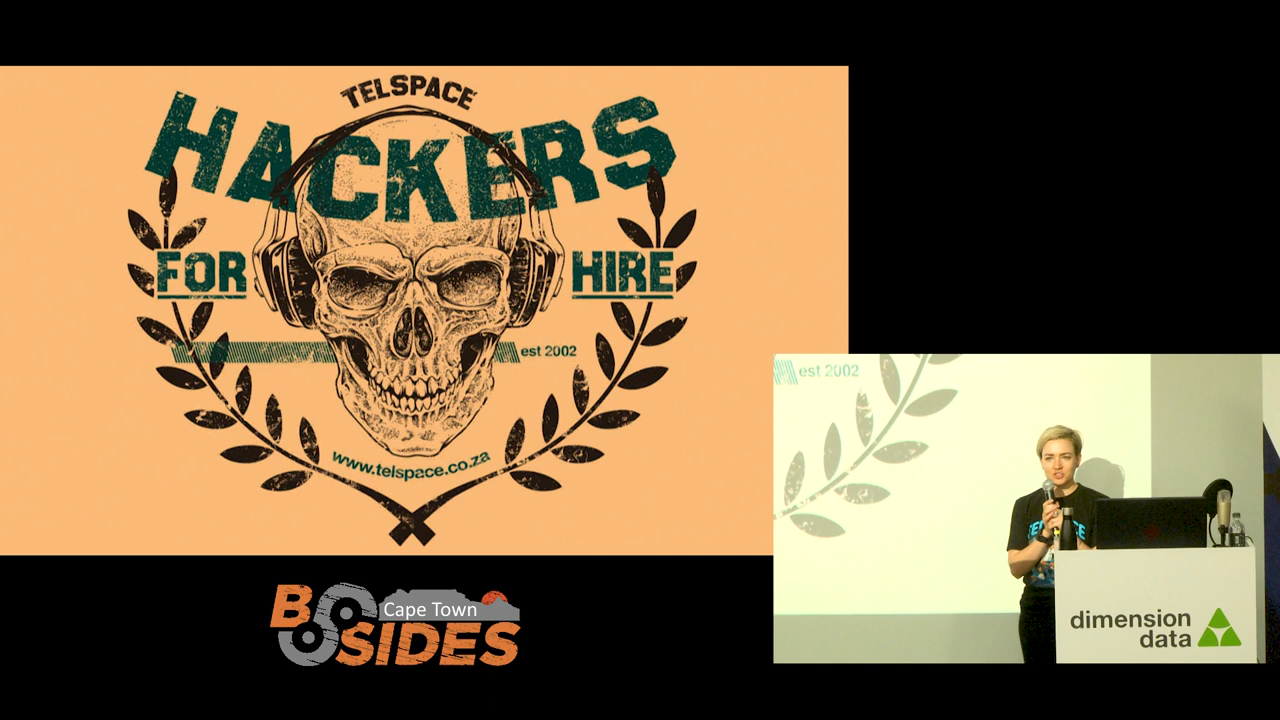 TELSPACE
HACKERS
FOR HIRE
est 2002
www.telspace.co.za
est 2002
dimension
data
Cape Town
BSIDES